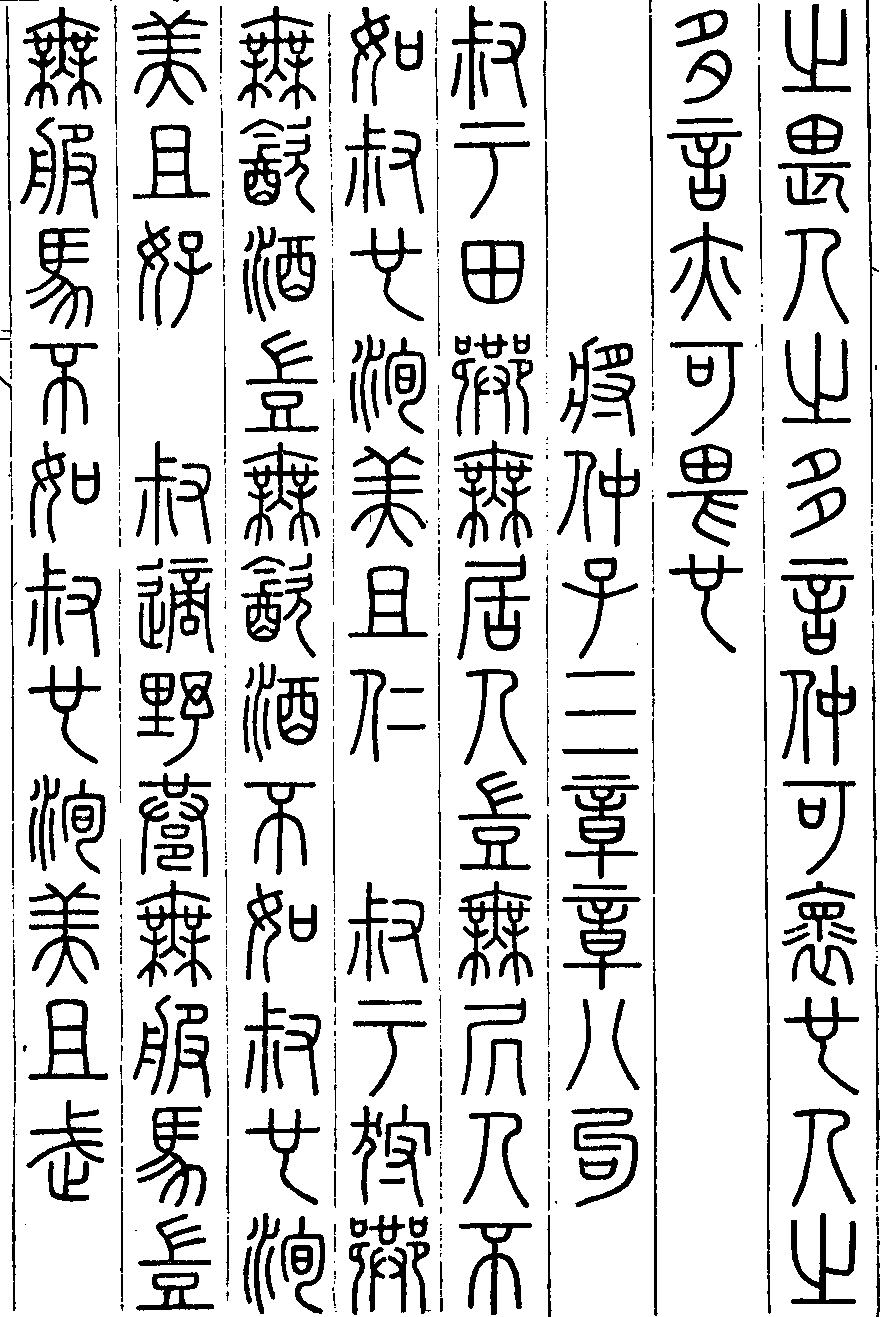 之畏人之多言仲可懷也人之
多言亦可畏也
將仲子三章章八句
叔于田巷無居人豈無居人不
如叔也洵美且仁 叔于狩巷
無飲酒豈無飲酒不如叔也洵
美且好 叔適野巷無服馬豈
無服馬不如叔也洵美且武